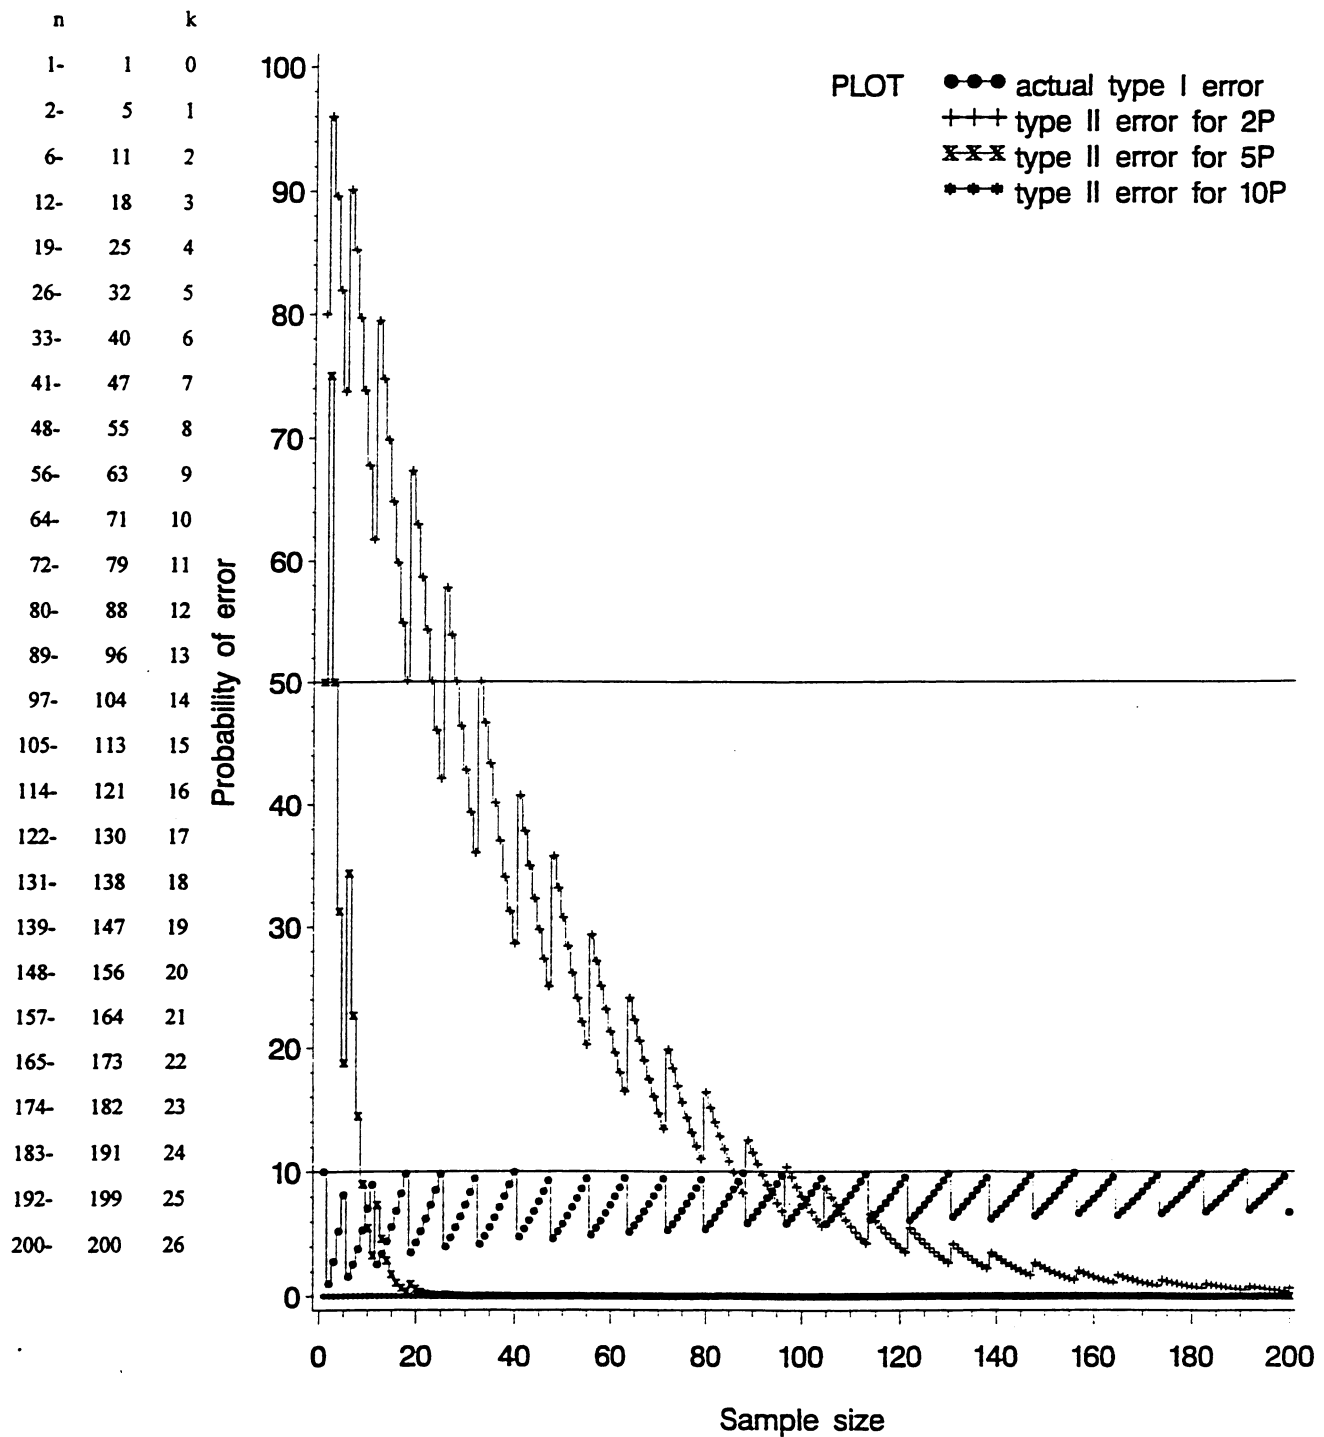 n k
1- 1 0
2- 5 1
6- 11 2
12- 18 3
19- 25 4
26- 32 5
33- 40 6
41- 47 7
48- 55 8
56- 63 9
64- 71 10
72- 79 11
80- 88 12
89- 96 13
97- 104 14
105- 113 15
114- 121 16
122- 130 17
131- 138 18
139- 147 19
148- 156 20
157- 164 21
165- 173 22
174- 182 23
183- 191 24
192- 199 25
200- 200 26
Probability of error
100
90
80
70
60
50
40
30
20
10
0
PLOT
actual type I error
type II error for 2P
type II error for 5P
type II error for 10P
0 20 40 60 80 100 120 140 160 180 200
Sample size